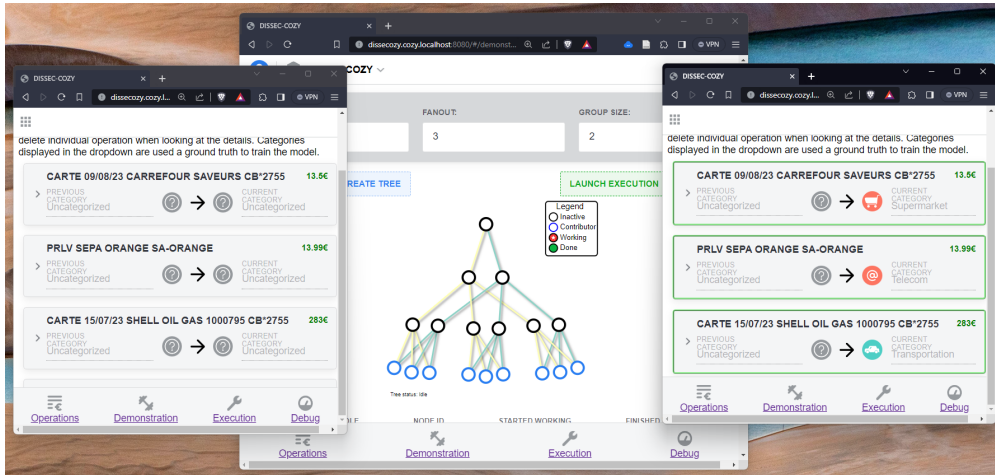 DISSEC-COZY
dissecozy.cozy.localhost:8080/#/demonst...
VPN
COZY
FANOUT:
GROUP SIZE:
3
2
REATE TREE
LAUNCH EXECUTION
Legend
Inactive
Contributor
Working
Done
Tree status: Idle
NODE ID
STARTED WORKING
FINISHED
Operations
Demonstration
Execution
Debug
DISSEC-COZY
dissecozy.cozy.l...
VPN
delete individual operation when looking at the details. Categories
displayed in the dropdown are used a ground truth to train the model.
CARTE 09/08/23 CARREFOUR SAVEURS CB*2755 13.5€
PREVIOUS CATEGORY
Uncategorized
CURRENT CATEGORY
Uncategorized
PRLV SEPA ORANGE SA-ORANGE 13.99€
PREVIOUS CATEGORY
Uncategorized
CURRENT CATEGORY
Uncategorized
CARTE 15/07/23 SHELL OIL GAS 1000795 CB*2755 283€
PREVIOUS CATEGORY
Uncategorized
CURRENT CATEGORY
Uncategorized
Operations
Demonstration
Execution
Debug
DISSEC-COZY
dissecozy.cozy.l...
VPN
delete individual operation when looking at the details. Categories
displayed in the dropdown are used a ground truth to train the model.
CARTE 09/08/23 CARREFOUR SAVEURS CB*2755 13.5€
PREVIOUS CATEGORY
Uncategorized
CURRENT CATEGORY
Supermarket
PRLV SEPA ORANGE SA-ORANGE 13.99€
PREVIOUS CATEGORY
Uncategorized
CURRENT CATEGORY
Telecom
CARTE 15/07/23 SHELL OIL GAS 1000795 CB*2755 283€
PREVIOUS CATEGORY
Uncategorized
CURRENT CATEGORY
Transportation
Operations
Demonstration
Execution
Debug